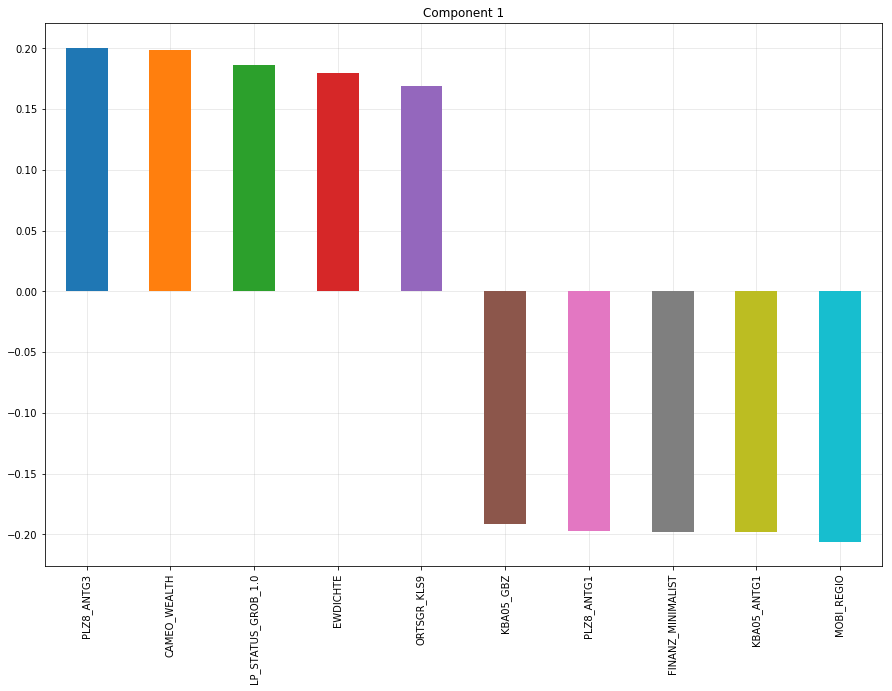 Component 1
0.20
0.15
0.10
0.05
0.00
−0.05
−0.10
−0.15
−0.20
PLZ8_ANTG3
CAMEO_WEALTH
LP_STATUS_GROB_1.0
EWDICHTE
ORTSGR_KLS9
KBA05_GBZ
PLZ8_ANTG1
FINANZ_MINIMALIST
KBA05_ANTG1
MOBI_REGIO